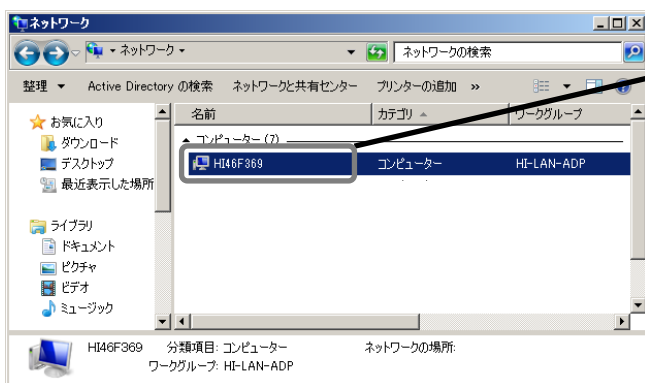 ネットワーク
・ネットワーク・
ネットワークの検索
整理 ▼ Active Directory の検索 ネットワークと共有センター プリンターの追加 »
お気に入り
ダウンロード
デスクトップ
最近表示した場所
ライブラリ
ドキュメント
ピクチャ
ビデオ
ミュージック
名前 カテゴリ ワークグループ
コンピューター (7)
HI46F369 コンピューター HI-LAN-ADP
HI46F369 分類項目: コンピューター ネットワークの場所:
ワークグループ: HI-LAN-ADP